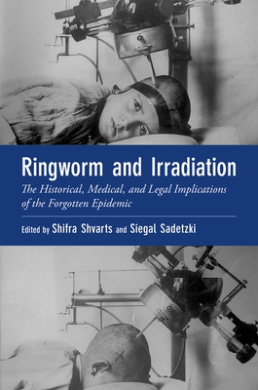 Ringworm and Irradiation
The Historical, Medical, and Legal Implications
of the Forgotten Epidemic
Edited by Shifra Shvarts and Siegal Sadetzki